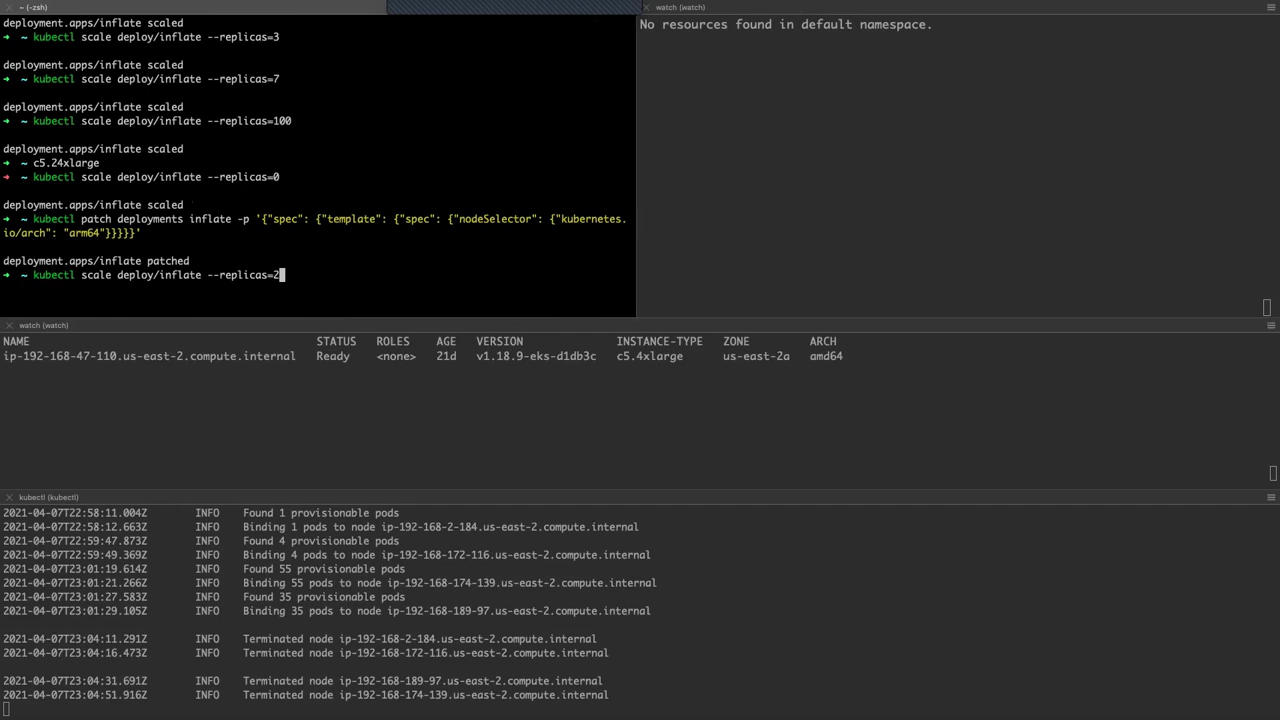 ~ (-zsh)
deployment.apps/inflate scaled
➜ ~ kubectl scale deploy/inflate --replicas=3
deployment.apps/inflate scaled
➜ ~ kubectl scale deploy/inflate --replicas=7
deployment.apps/inflate scaled
➜ ~ kubectl scale deploy/inflate --replicas=100
deployment.apps/inflate scaled
➜ ~ c5.24xlarge
➜ ~ kubectl scale deploy/inflate --replicas=0
deployment.apps/inflate scaled
➜ ~ kubectl patch deployments inflate -p '{"spec": {"template": {"spec": {"nodeSelector": {"kubernetes.
io/arch": "arm64"}}}}}'
deployment.apps/inflate patched
➜ ~ kubectl scale deploy/inflate --replicas=2
watch (watch)
No resources found in default namespace.
watch (watch)
NAME STATUS ROLES AGE VERSION INSTANCE-TYPE ZONE ARCH
ip-192-168-47-110.us-east-2.compute.internal Ready <none> 21d v1.18.9-eks-d1db3c c5.4xlarge us-east-2a amd64
kubectl (kubectl)
2021-04-07T22:58:11.004Z INFO Found 1 provisionable pods
2021-04-07T22:58:12.663Z INFO Binding 1 pods to node ip-192-168-2-184.us-east-2.compute.internal
2021-04-07T22:59:47.873Z INFO Found 4 provisionable pods
2021-04-07T22:59:49.369Z INFO Binding 4 pods to node ip-192-168-172-116.us-east-2.compute.internal
2021-04-07T23:01:19.614Z INFO Found 55 provisionable pods
2021-04-07T23:01:21.266Z INFO Binding 55 pods to node ip-192-168-174-139.us-east-2.compute.internal
2021-04-07T23:01:27.583Z INFO Found 35 provisionable pods
2021-04-07T23:01:29.105Z INFO Binding 35 pods to node ip-192-168-189-97.us-east-2.compute.internal
2021-04-07T23:04:11.291Z INFO Terminated node ip-192-168-2-184.us-east-2.compute.internal
2021-04-07T23:04:16.473Z INFO Terminated node ip-192-168-172-116.us-east-2.compute.internal
2021-04-07T23:04:31.691Z INFO Terminated node ip-192-168-189-97.us-east-2.compute.internal
2021-04-07T23:04:51.916Z INFO Terminated node ip-192-168-174-139.us-east-2.compute.internal